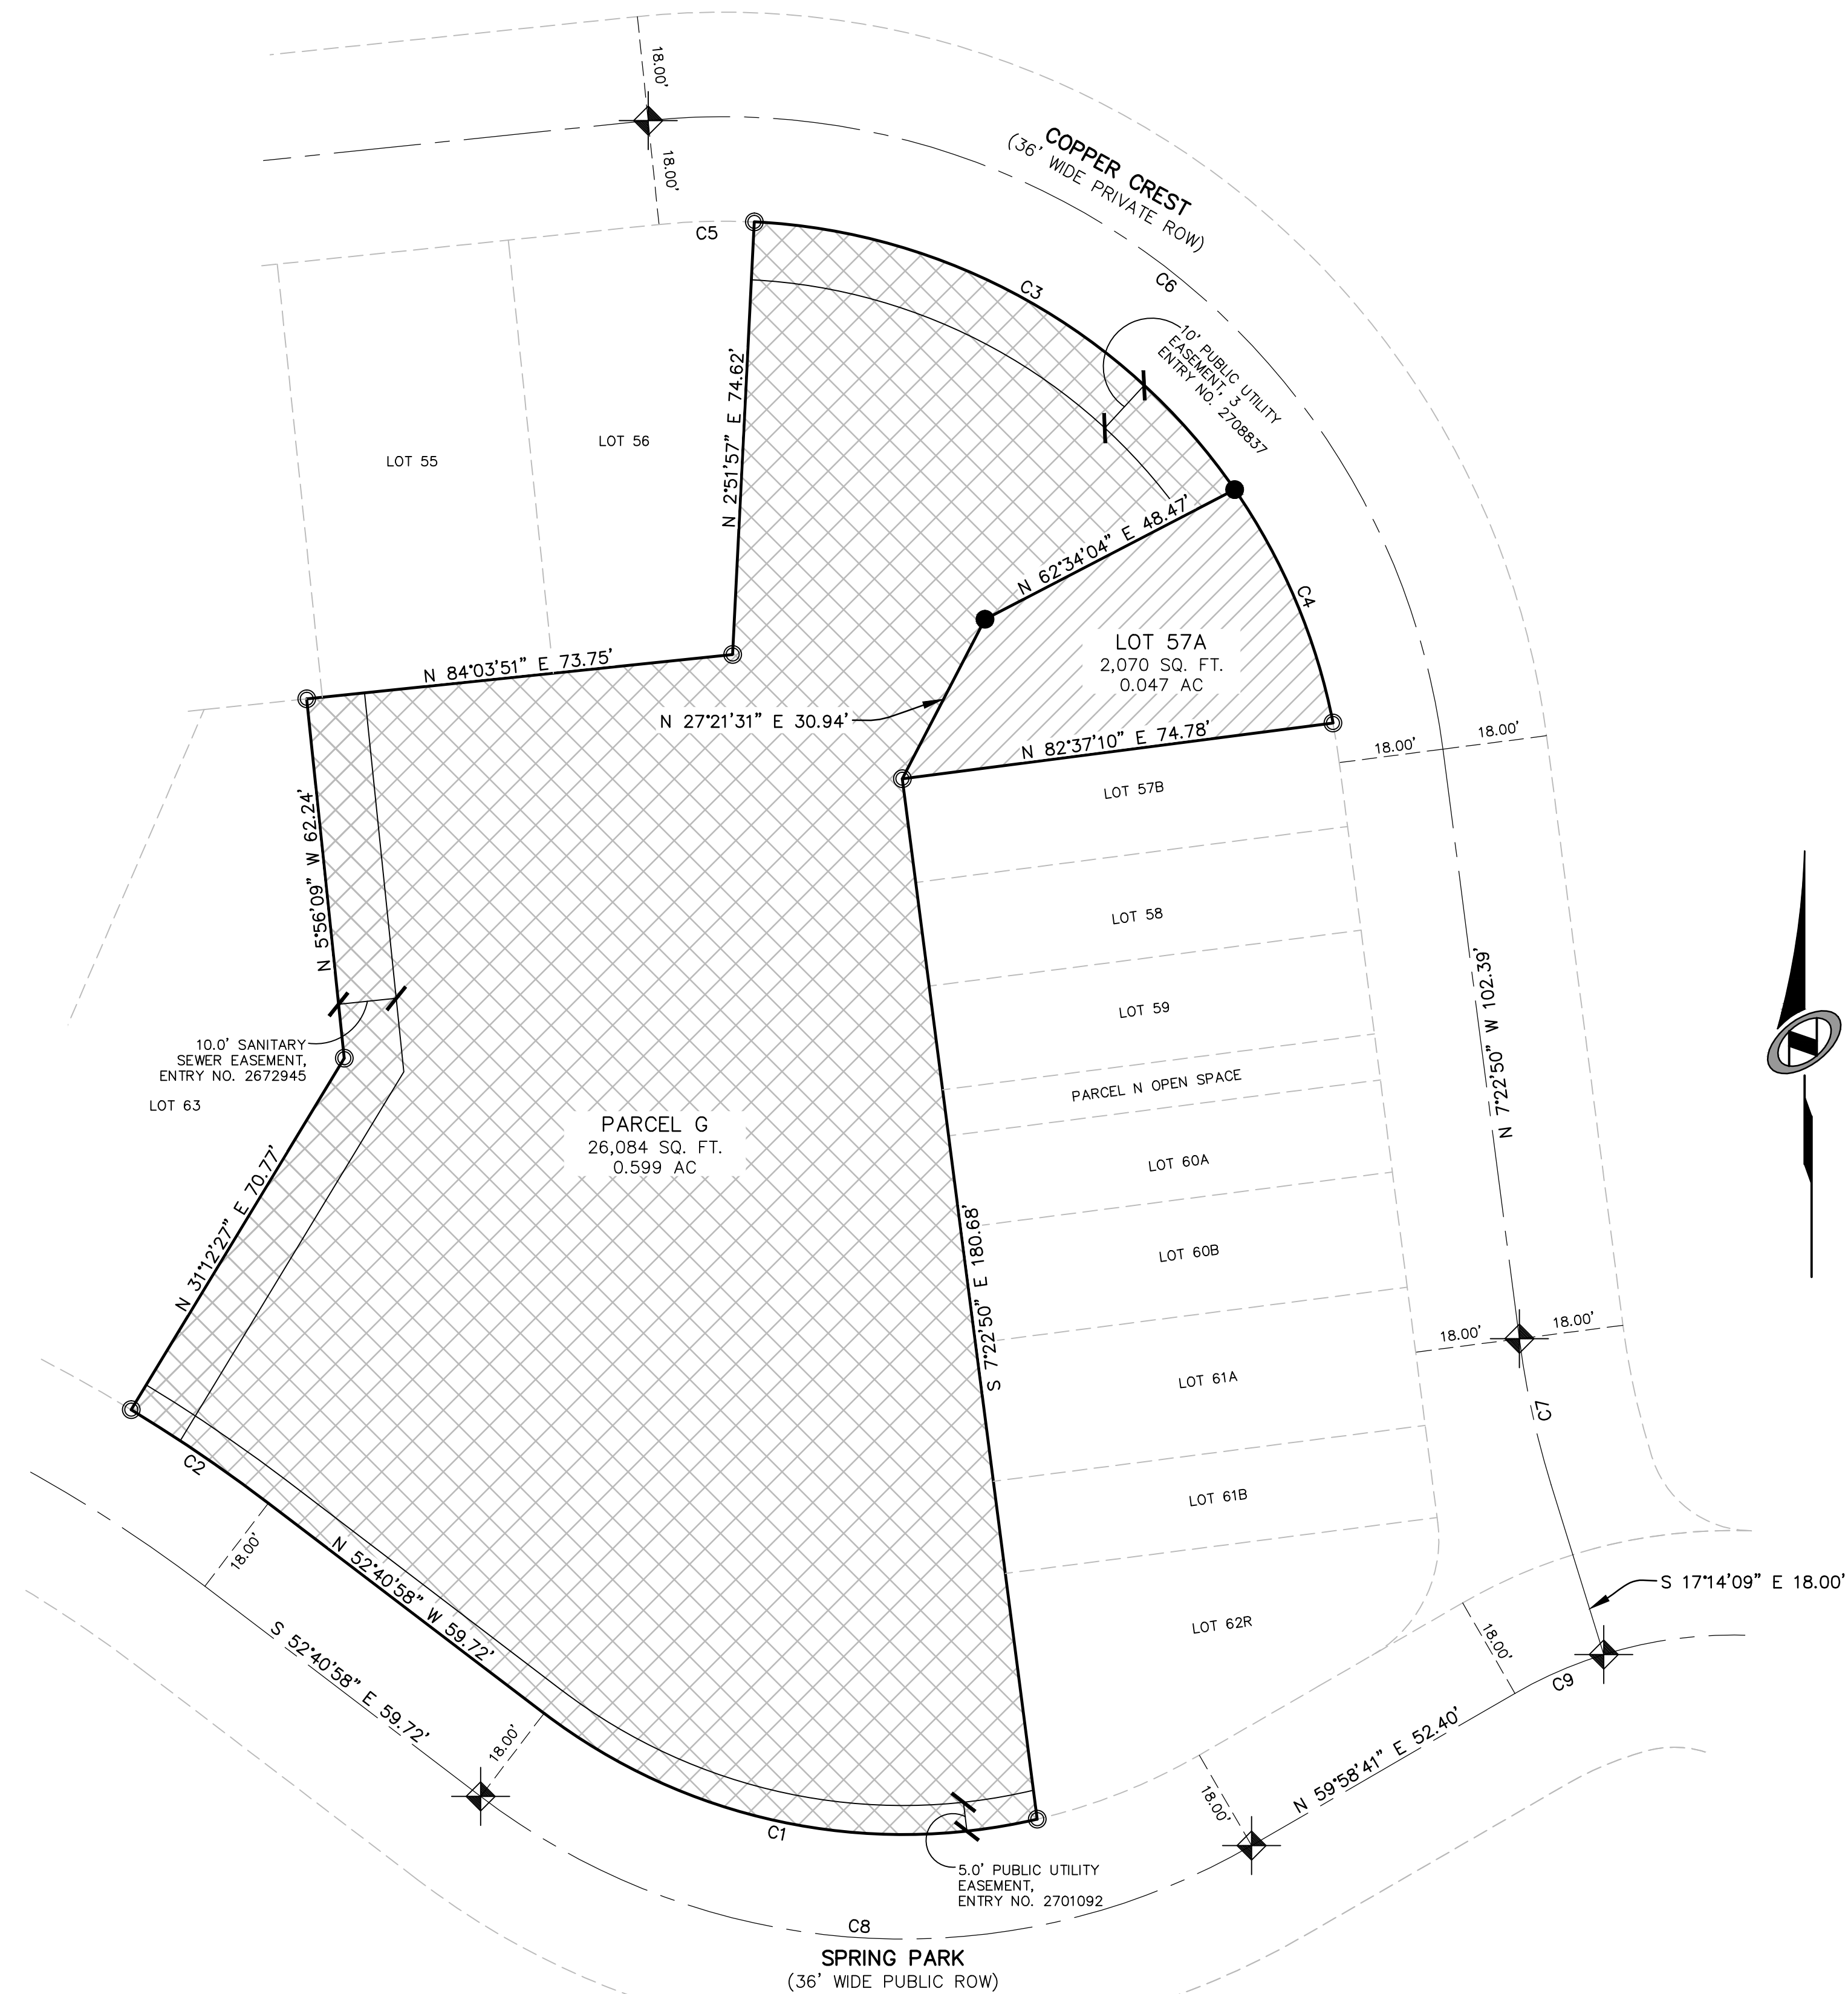 18.00'
18.00'
COPPER CREST
(36' WIDE PRIVATE ROW)
C5
C3
C6
10' PUBLIC UTILITY
EASEMENT, 3
ENTRY NO. 2708837
N 2°51'57" E 74.62'
LOT 55
LOT 56
N 62°34'04" E 48.47'
C4
LOT 57A
2,070 SQ. FT.
0.047 AC
N 84°03'51" E 73.75'
N 27°21'31" E 30.94'
N 82°37'10" E 74.78'
18.00'
18.00'
LOT 57B
N 5°56'09" W 62.24'
LOT 58
LOT 59
N 7°22'50" W 102.39'
10.0' SANITARY
SEWER EASEMENT,
ENTRY NO. 2672945
LOT 63
PARCEL N OPEN SPACE
PARCEL G
26,084 SQ. FT.
0.599 AC
LOT 60A
N 31°12'27" E 70.77'
LOT 60B
S 7°22'50" E 180.68'
18.00'
18.00'
LOT 61A
C7
C2
LOT 61B
18.00'
N 52°40'58" W 59.72'
S 17°14'09" E 18.00'
LOT 62R
18.00'
S 52°40'58" E 59.72'
18.00'
C9
N 59°58'41" E 52.40'
18.00'
C1
5.0' PUBLIC UTILITY
EASEMENT,
ENTRY NO. 2701092
C8
SPRING PARK
(36' WIDE PUBLIC ROW)
N